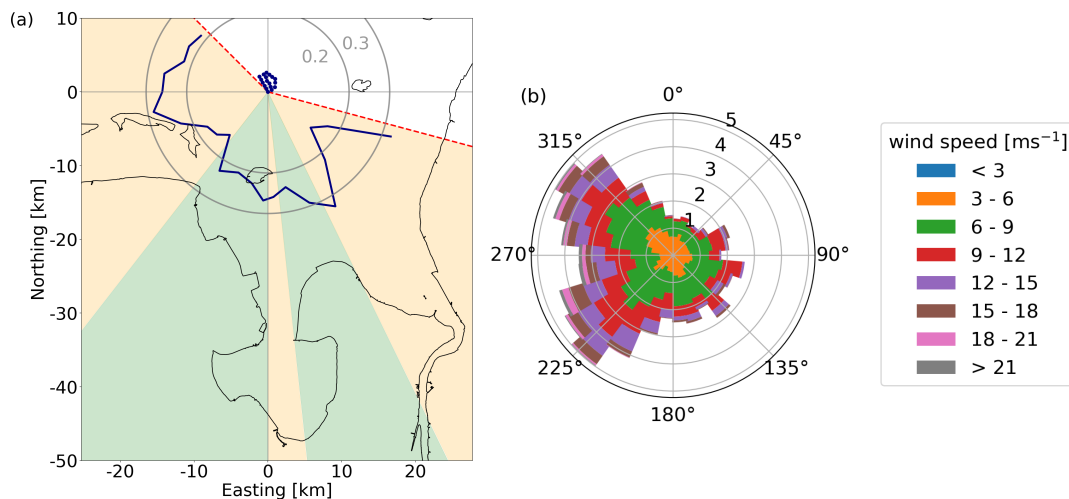 (a)
10
0
-10
-20
-30
-40
-50
Northing [km]
0.2
0.3
-20
-10
0
10
20
Easting [km]
(b)
0°
45°
90°
135°
180°
225°
270°
315°
1
2
3
4
5
wind speed [ms⁻¹]
< 3
3 - 6
6 - 9
9 - 12
12 - 15
15 - 18
18 - 21
> 21